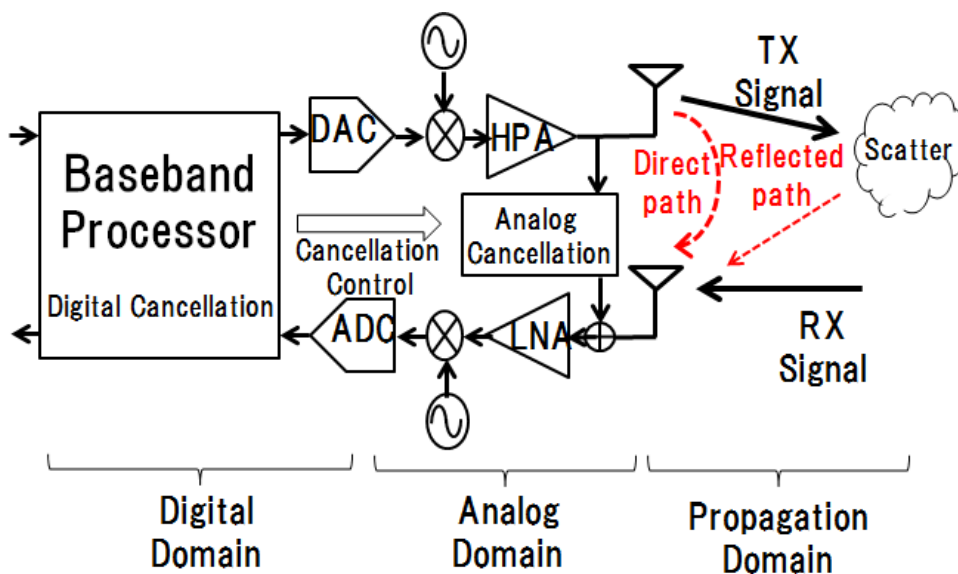 TX
Signal
DAC
HPA
Scatter
Baseband
Processor
Direct
path
Reflected
path
Analog
Cancellation
Cancellation
Control
Digital Cancellation
ADC
LNA
RX
Signal
Digital
Domain
Analog
Domain
Propagation
Domain